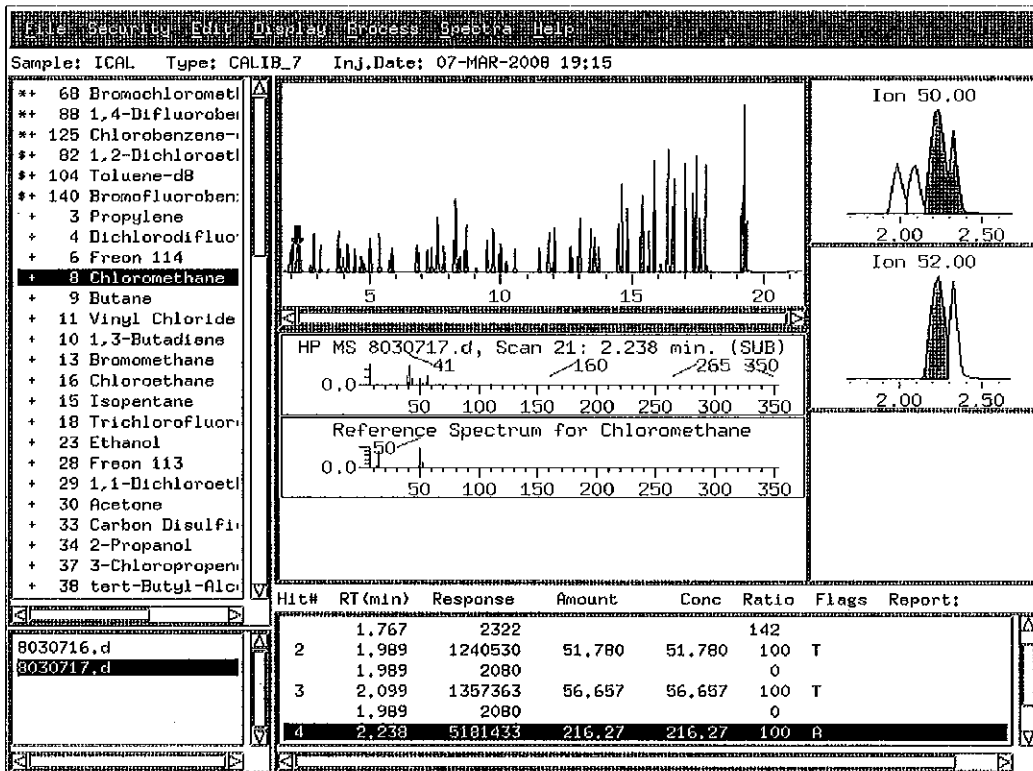 File Security Edit Display Process Spectra Help
Sample: ICAL Type: CALIB_7 Inj.Date: 07-MAR-2008 19:15
*+ 68 Bromochlorometl
*+ 88 1,4-Difluorober
*+ 125 Chlorobenzene-
$+ 82 1,2-Dichloroetl
$+ 104 Toluene-d8
$+ 140 Bromofluoroben
+ 3 Propylene
+ 4 Dichlorodifluo
+ 6 Freon 114
+ 8 Chloromethane
+ 9 Butane
+ 11 Vinyl Chloride
+ 10 1,3-Butadiene
+ 13 Bromomethane
+ 16 Chloroethane
+ 15 Isopentane
+ 18 Trichlorofluor
+ 23 Ethanol
+ 28 Freon 113
+ 29 1,1-Dichloroetl
+ 30 Acetone
+ 33 Carbon Disulfi
+ 34 2-Propanol
+ 37 3-Chloropropen
+ 38 tert-Butyl-Alc
8030716.d
8030717.d
5 10 15 20
HP MS 8030717.d, Scan 21: 2.238 min. (SUB)
41 160 265 350
0.0
50 100 150 200 250 300 350
Reference Spectrum for Chloromethane
50
0.0
50 100 150 200 250 300 350
Ion 50.00
2.00 2.50
Ion 52.00
2.00 2.50
Hit# RT(min) Response Amount Conc Ratio Flags Report:
1.767 2322 142
2 1.989 1240530 51.780 51.780 100 T
1.989 2080 0
3 2.099 1357363 56.657 56.657 100 T
1.989 2080 0
4 2.238 5181433 216.27 216.27 100 A